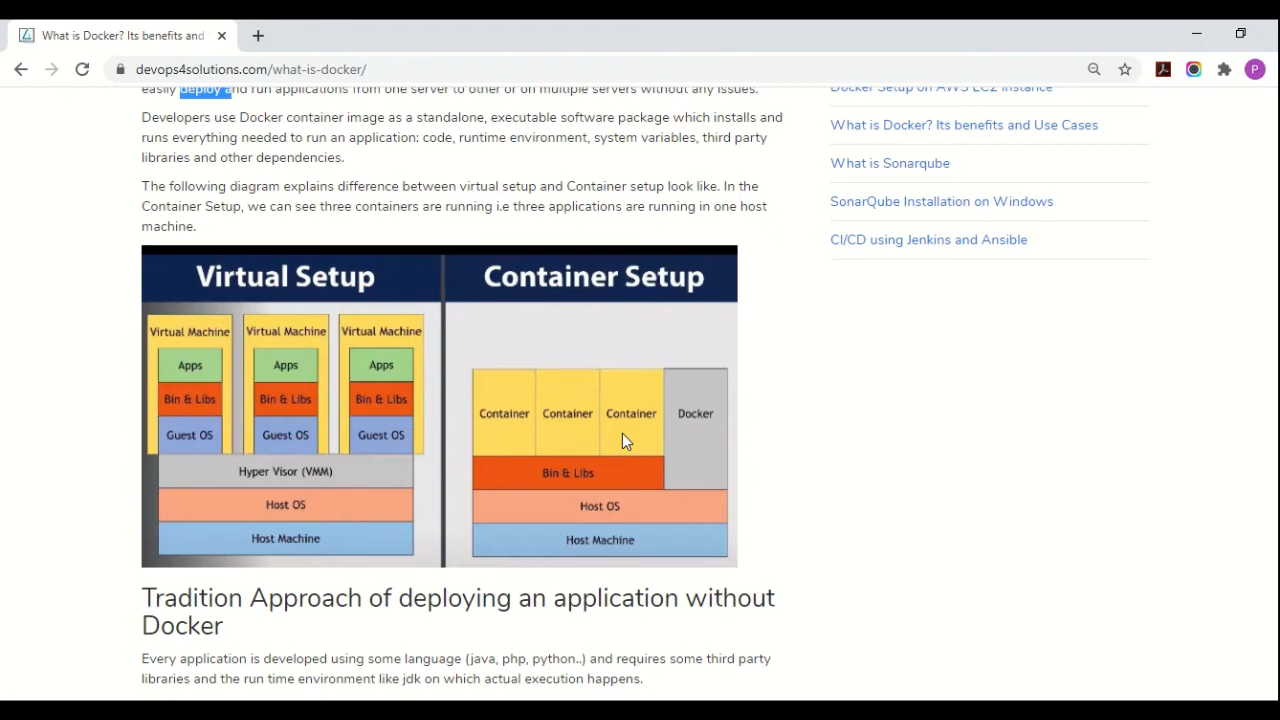 What is Docker? Its benefits and
devops4solutions.com/what-is-docker/
P
easily deploy and run applications from one server to other or on multiple servers without any issues.
Developers use Docker container image as a standalone, executable software package which installs and
runs everything needed to run an application: code, runtime environment, system variables, third party
libraries and other dependencies.
The following diagram explains difference between virtual setup and Container setup look like. In the
Container Setup, we can see three containers are running i.e three applications are running in one host
machine.
Virtual Setup
Virtual Machine Virtual Machine Virtual Machine
Apps Apps Apps
Bin & Libs Bin & Libs Bin & Libs
Guest OS Guest OS Guest OS
Hyper Visor (VMM)
Host OS
Host Machine
Container Setup
Container Container Container Docker
Bin & Libs
Host OS
Host Machine
Tradition Approach of deploying an application without
Docker
Every application is developed using some language (java, php, python..) and requires some third party
libraries and the run time environment like jdk on which actual execution happens.
Docker Setup on AWS EC2 Instance
What is Docker? Its benefits and Use Cases
What is Sonarqube
SonarQube Installation on Windows
CI/CD using Jenkins and Ansible